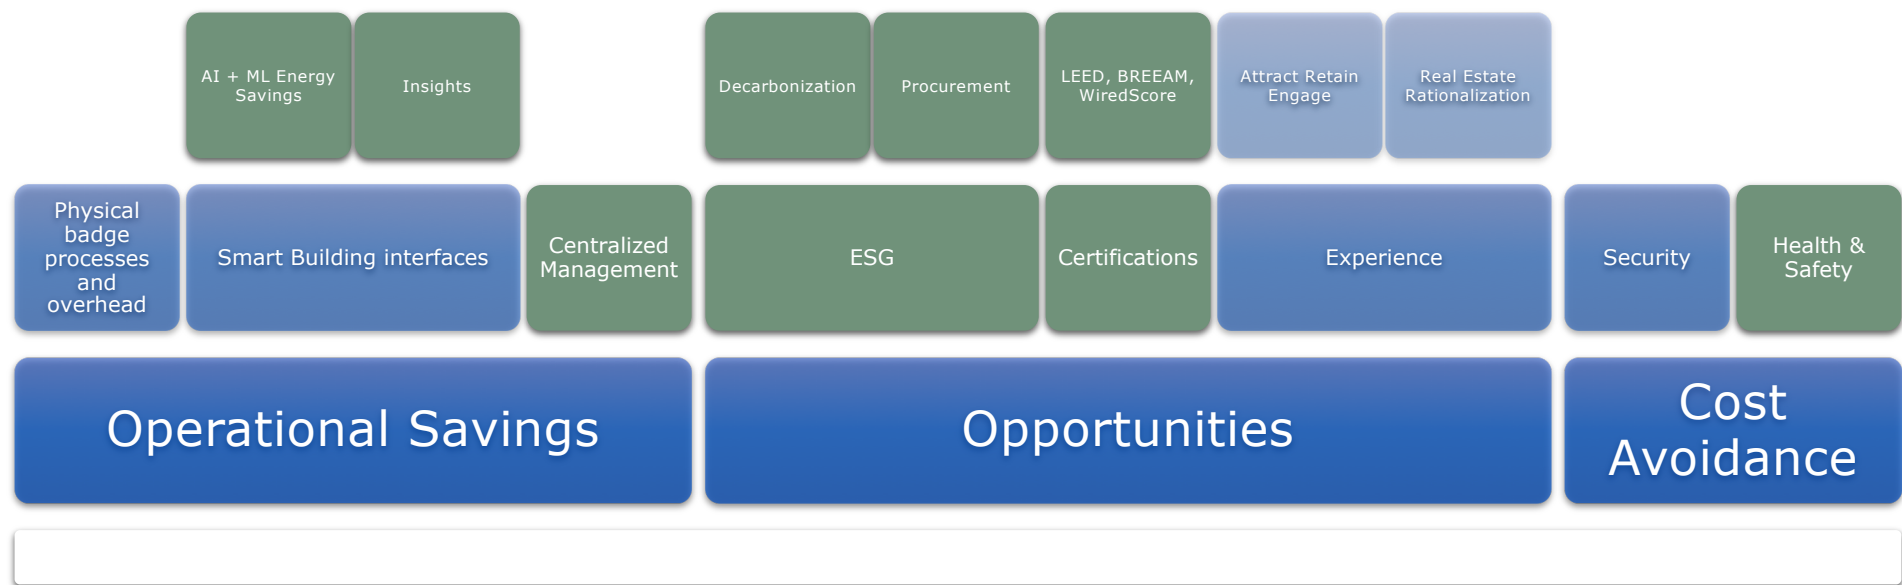 AI + ML Energy
Savings
Insights
Decarbonization
Procurement
LEED, BREEAM,
WiredScore
Attract Retain
Engage
Real Estate
Rationalization
Physical
badge
processes
and
overhead
Smart Building interfaces
Centralized
Management
ESG
Certifications
Experience
Security
Health &
Safety
Operational Savings
Opportunities
Cost
Avoidance